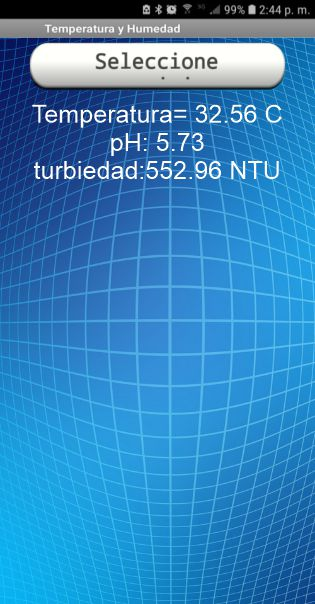 99% 2:44 p. m.
Temperatura y Humedad
Seleccione
Temperatura= 32.56 C
pH: 5.73
turbiedad:552.96 NTU